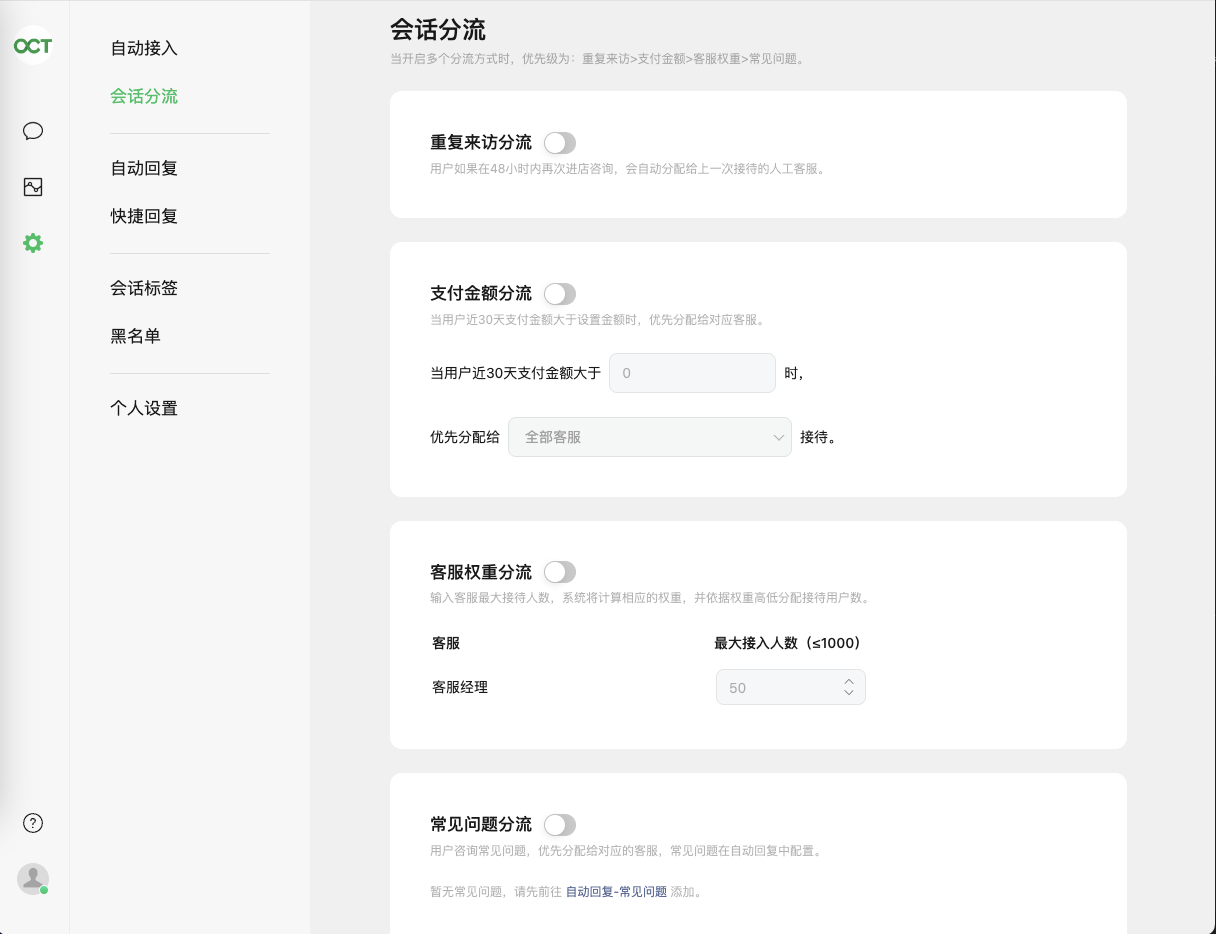 OCT
自动接入
会话分流
自动回复
快捷回复
会话标签
黑名单
个人设置
?
会话分流
当开启多个分流方式时，优先级为：重复来访>支付金额>客服权重>常见问题。
重复来访分流
用户如果在48小时内再次进店咨询，会自动分配给上一次接待的人工客服。
支付金额分流
当用户近30天支付金额大于设置金额时，优先分配给对应客服。
当用户近30天支付金额大于 0 时，
优先分配给 全部客服 接待。
客服权重分流
输入客服最大接待人数，系统将计算相应的权重，并依据权重高低分配接待用户数。
客服 最大接入人数（≤1000）
客服经理 50
常见问题分流
用户咨询常见问题，优先分配给对应的客服，常见问题在自动回复中配置。
暂无常见问题，请先前往 自动回复-常见问题 添加。